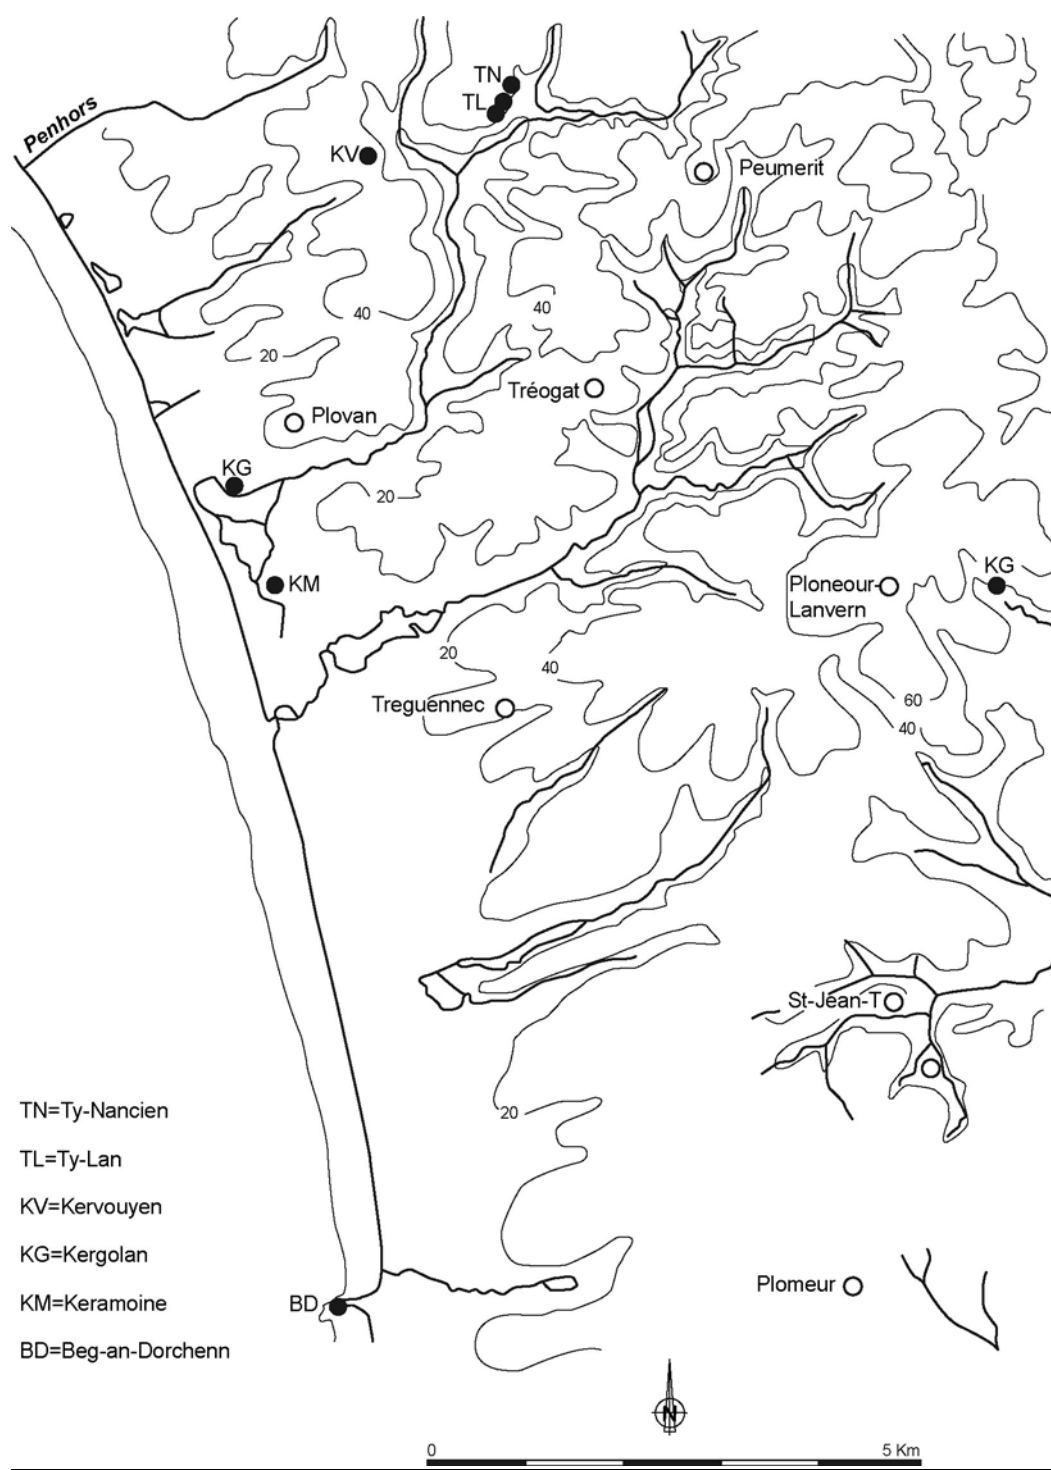 TN
Penhors
TL
KV
Peumerit
40
40
20
Tréogat
Plovan
KG
20
KM
Ploneour-
Lanvern
KG
20
40
60
Treguennec
40
St-Jean-T
20
TN=Ty-Nancien
TL=Ty-Lan
KV=Kervouyen
KG=Kergolan
KM=Keramoine
BD=Beg-an-Dorchenn
Plomeur
BD
N
0
5 Km